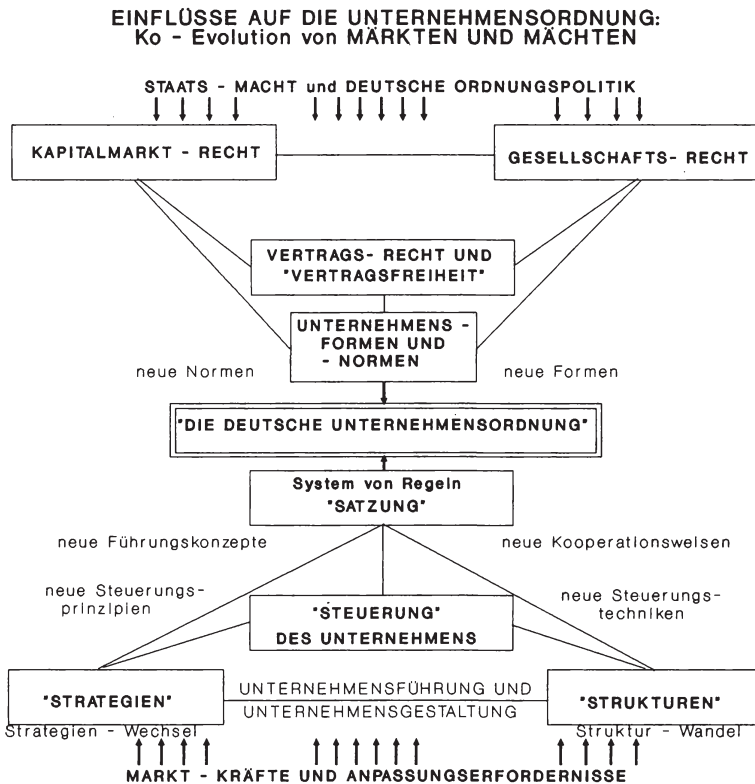 EINFLÜSSE AUF DIE UNTERNEHMENSORDNUNG:
Ko - Evolution von MÄRKTEN UND MÄCHTEN
STAATS - MACHT und DEUTSCHE ORDNUNGSPOLITIK
KAPITALMARKT - RECHT
GESELLSCHAFTS- RECHT
VERTRAGS- RECHT UND
"VERTRAGSFREIHEIT"
UNTERNEHMENS -
FORMEN UND
- NORMEN
neue Normen
neue Formen
"DIE DEUTSCHE UNTERNEHMENSORDNUNG"
System von Regeln
"SATZUNG"
neue Führungskonzepte
neue Kooperationsweisen
neue Steuerungs-
prinzipien
neue Steuerungs-
techniken
"STEUERUNG"
DES UNTERNEHMENS
"STRATEGIEN"
UNTERNEHMENSFÜHRUNG UND
UNTERNEHMENSGESTALTUNG
"STRUKTUREN"
Strategien - Wechsel
Struktur - Wandel
MARKT - KRÄFTE UND ANPASSUNGSERFORDERNISSE